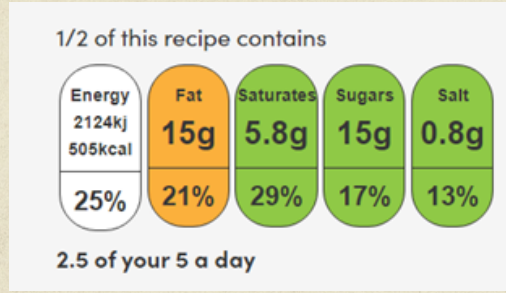 1/2 of this recipe contains
Energy Fat Saturates Sugars Salt
2124kj
505kcal
15g 5.8g 15g 0.8g
25% 21% 29% 17% 13%
2.5 of your 5 a day